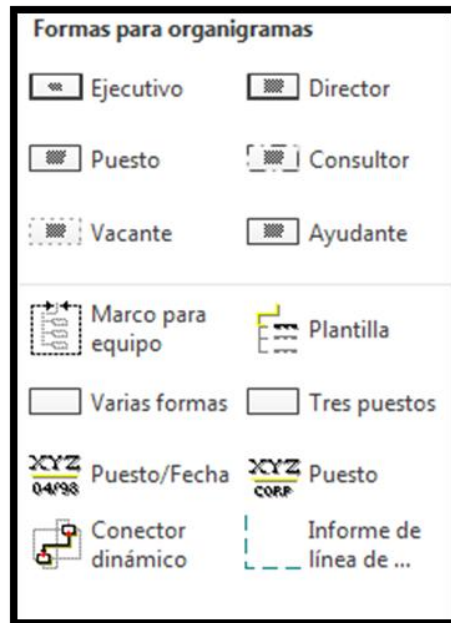 Formas para organigramas
Ejecutivo
Director
Puesto
Consultor
Vacante
Ayudante
Marco para
equipo
Plantilla
Varias formas
Tres puestos
XYZ
04/98
Puesto/Fecha
XYZ
CORP
Puesto
Conector
dinámico
Informe de
línea de ...